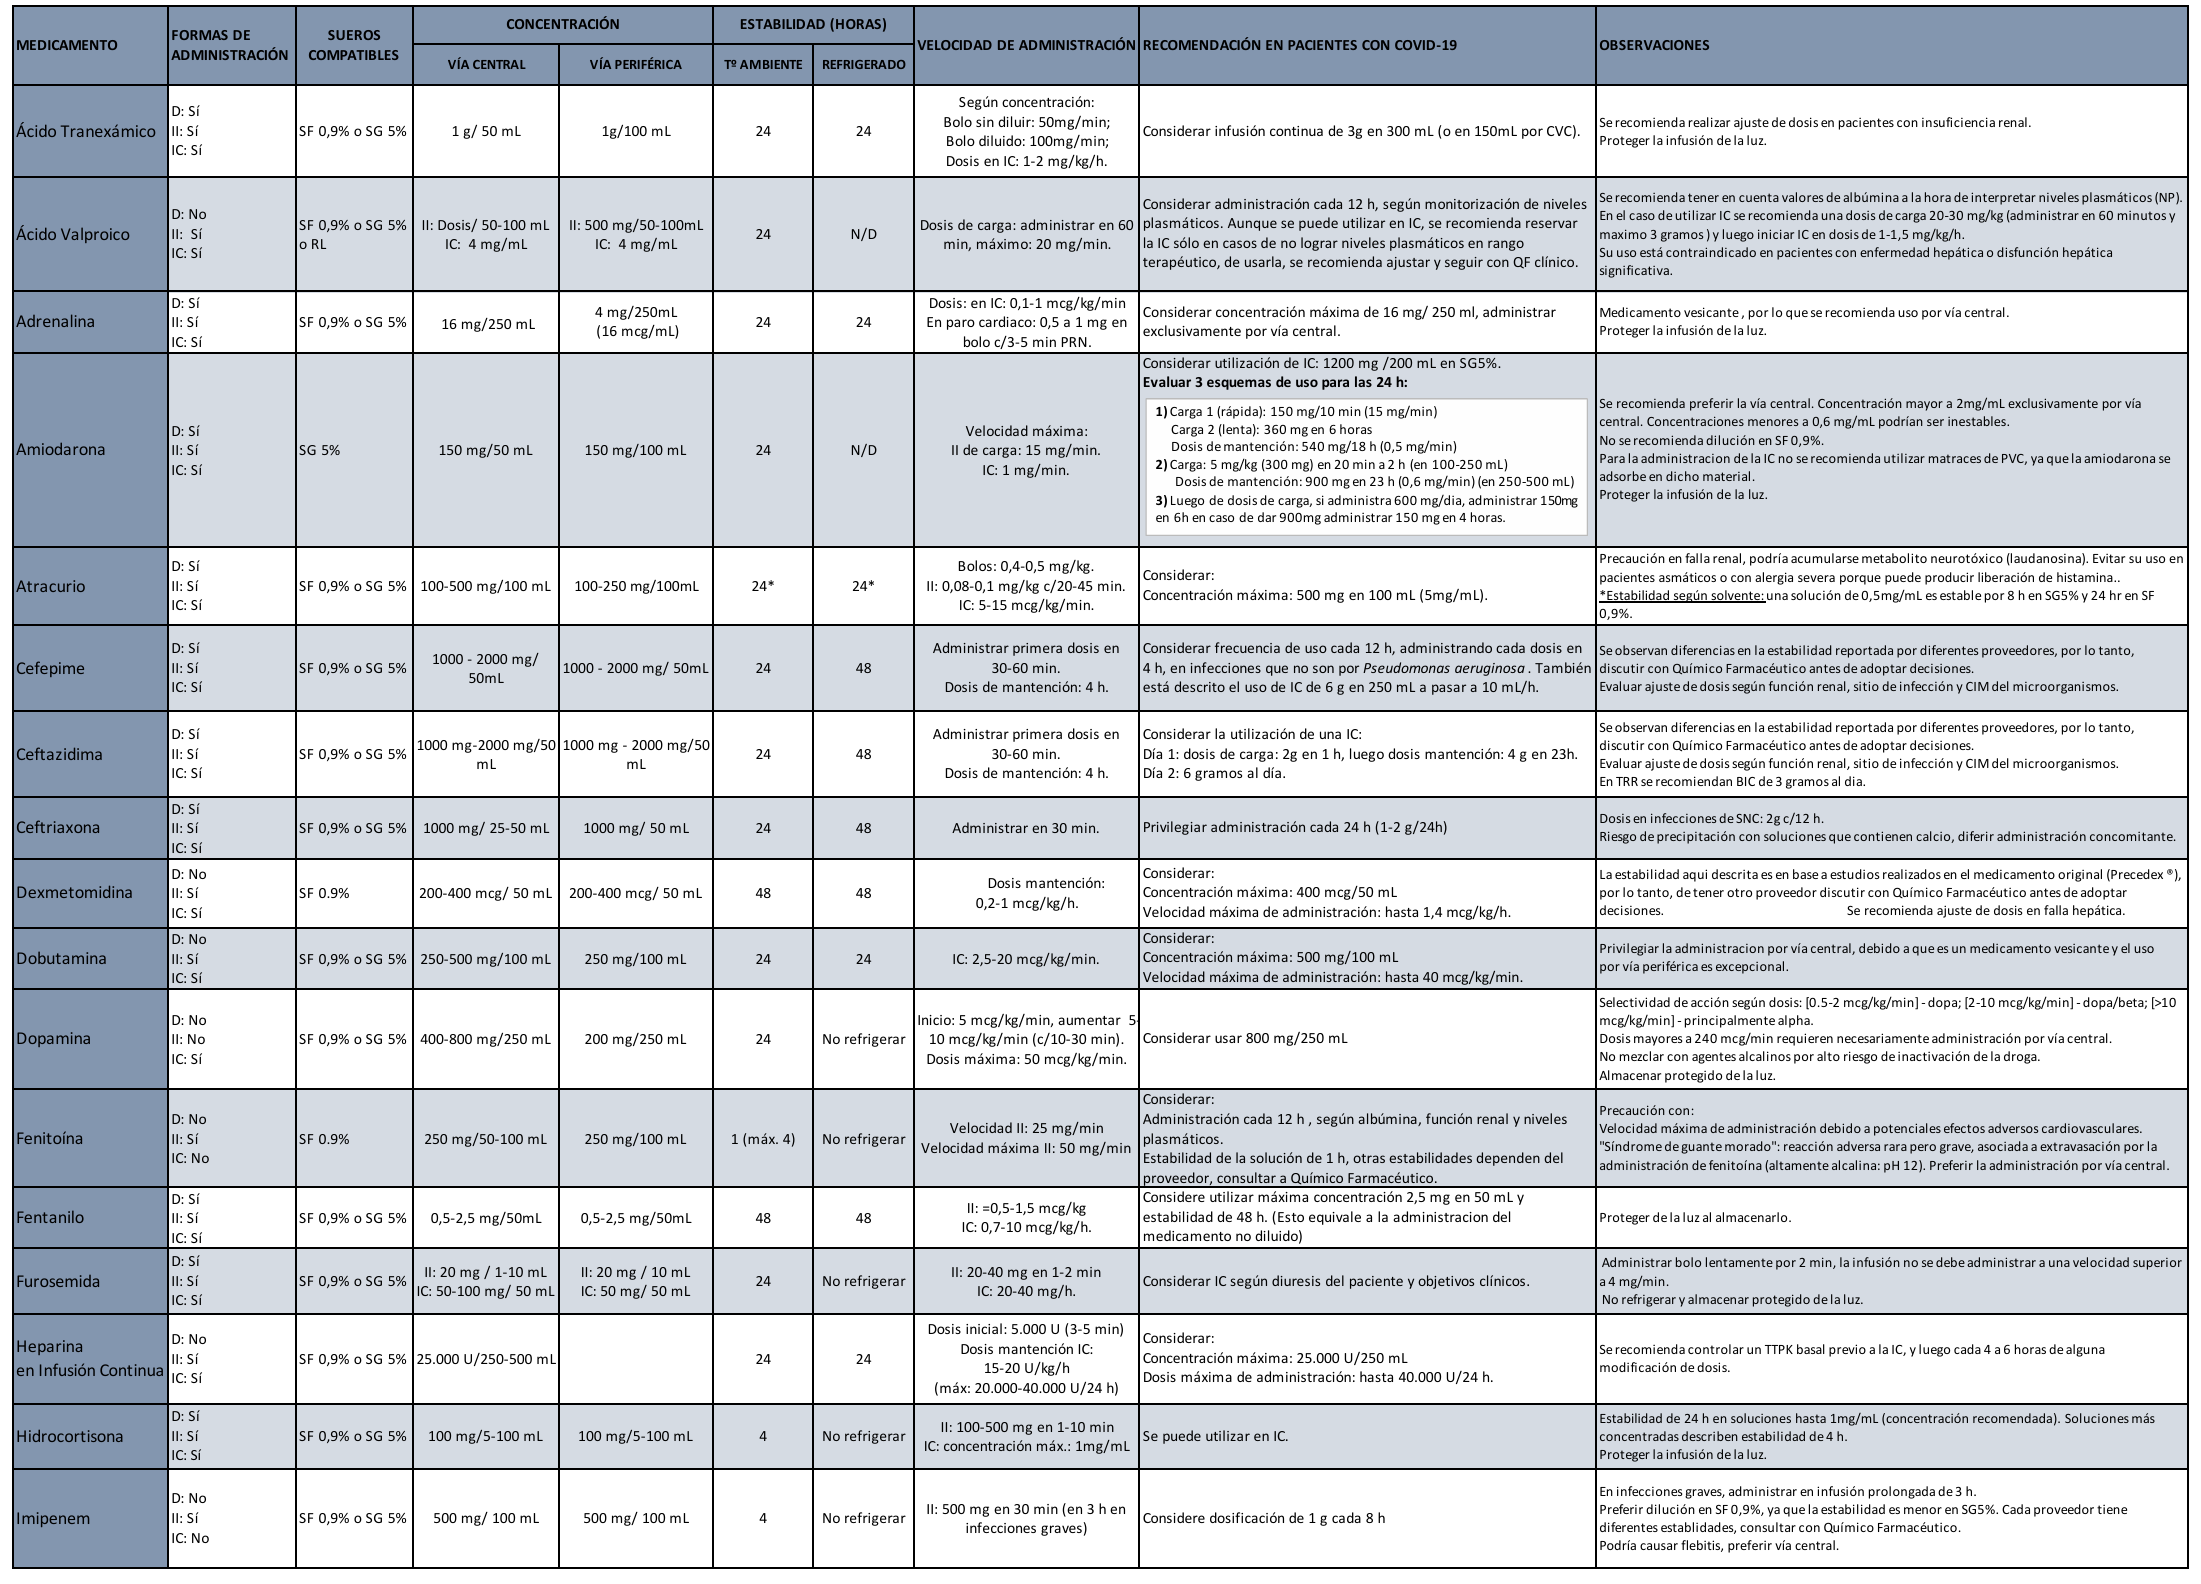 MEDICAMENTO
FORMAS DE
ADMINISTRACIÓN
SUEROS
COMPATIBLES
CONCENTRACIÓN
VÍA CENTRAL
VÍA PERIFÉRICA
ESTABILIDAD (HORAS)
Tº AMBIENTE
REFRIGERADO
VELOCIDAD DE ADMINISTRACIÓN
RECOMENDACIÓN EN PACIENTES CON COVID-19
OBSERVACIONES
Ácido Tranexámico
D: Sí
II: Sí
IC: Sí
SF 0,9% o SG 5%
1 g/ 50 mL
1g/100 mL
24
24
Según concentración:
Bolo sin diluir: 50mg/min;
Bolo diluido: 100mg/min;
Dosis en IC: 1-2 mg/kg/h.
Considerar infusión continua de 3g en 300 mL (o en 150mL por CVC).
Se recomienda realizar ajuste de dosis en pacientes con insuficiencia renal.
Proteger la infusión de la luz.
Ácido Valproico
D: No
II: Sí
IC: Sí
SF 0,9% o SG 5%
o RL
II: Dosis/ 50-100 mL
IC: 4 mg/mL
II: 500 mg/50-100mL
IC: 4 mg/mL
24
N/D
Dosis de carga: administrar en 60
min, máximo: 20 mg/min.
Considerar administración cada 12 h, según monitorización de niveles
plasmáticos. Aunque se puede utilizar en IC, se recomienda reservar
la IC sólo en casos de no lograr niveles plasmáticos en rango
terapéutico, de usarla, se recomienda ajustar y seguir con QF clínico.
Se recomienda tener en cuenta valores de albúmina a la hora de interpretar niveles plasmáticos (NP).
En el caso de utilizar IC se recomienda una dosis de carga 20-30 mg/kg (administrar en 60 minutos y
maximo 3 gramos ) y luego iniciar IC en dosis de 1-1,5 mg/kg/h.
Su uso está contraindicado en pacientes con enfermedad hepática o disfunción hepática
significativa.
Adrenalina
D: Sí
II: Sí
IC: Sí
SF 0,9% o SG 5%
16 mg/250 mL
4 mg/250mL
(16 mcg/mL)
24
24
Dosis: en IC: 0,1-1 mcg/kg/min
En paro cardiaco: 0,5 a 1 mg en
bolo c/3-5 min PRN.
Considerar concentración máxima de 16 mg/ 250 ml, administrar
exclusivamente por vía central.
Medicamento vesicante , por lo que se recomienda uso por vía central.
Proteger la infusión de la luz.
Amiodarona
D: Sí
II: Sí
IC: Sí
SG 5%
150 mg/50 mL
150 mg/100 mL
24
N/D
Velocidad máxima:
II de carga: 15 mg/min.
IC: 1 mg/min.
Considerar utilización de IC: 1200 mg /200 mL en SG5%.
Evaluar 3 esquemas de uso para las 24 h:
1) Carga 1 (rápida): 150 mg/10 min (15 mg/min)
Carga 2 (lenta): 360 mg en 6 horas
Dosis de mantención: 540 mg/18 h (0,5 mg/min)
2) Carga: 5 mg/kg (300 mg) en 20 min a 2 h (en 100-250 mL)
Dosis de mantención: 900 mg en 23 h (0,6 mg/min) (en 250-500 mL)
3) Luego de dosis de carga, si administra 600 mg/dia, administrar 150mg
en 6h en caso de dar 900mg administrar 150 mg en 4 horas.
Se recomienda preferir la vía central. Concentración mayor a 2mg/mL exclusivamente por vía
central. Concentraciones menores a 0,6 mg/mL podrían ser inestables.
No se recomienda dilución en SF 0,9%.
Para la administracion de la IC no se recomienda utilizar matraces de PVC, ya que la amiodarona se
adsorbe en dicho material.
Proteger la infusión de la luz.
Atracurio
D: Sí
II: Sí
IC: Sí
SF 0,9% o SG 5%
100-500 mg/100 mL
100-250 mg/100mL
24*
24*
Bolos: 0,4-0,5 mg/kg.
II: 0,08-0,1 mg/kg c/20-45 min.
IC: 5-15 mcg/kg/min.
Considerar:
Concentración máxima: 500 mg en 100 mL (5mg/mL).
Precaución en falla renal, podría acumularse metabolito neurotóxico (laudanosina). Evitar su uso en
pacientes asmáticos o con alergia severa porque puede producir liberación de histamina..
*Estabilidad según solvente: una solución de 0,5mg/mL es estable por 8 h en SG5% y 24 hr en SF
0,9%.
Cefepime
D: Sí
II: Sí
IC: Sí
SF 0,9% o SG 5%
1000 - 2000 mg/
50mL
1000 - 2000 mg/ 50mL
24
48
Administrar primera dosis en
30-60 min.
Dosis de mantención: 4 h.
Considerar frecuencia de uso cada 12 h, administrando cada dosis en
4 h, en infecciones que no son por Pseudomonas aeruginosa . También
está descrito el uso de IC de 6 g en 250 mL a pasar a 10 mL/h.
Se observan diferencias en la estabilidad reportada por diferentes proveedores, por lo tanto,
discutir con Químico Farmacéutico antes de adoptar decisiones.
Evaluar ajuste de dosis según función renal, sitio de infección y CIM del microorganismos.
Ceftazidima
D: Sí
II: Sí
IC: Sí
SF 0,9% o SG 5%
1000 mg-2000 mg/50
mL
1000 mg - 2000 mg/50
mL
24
48
Administrar primera dosis en
30-60 min.
Dosis de mantención: 4 h.
Considerar la utilización de una IC:
Día 1: dosis de carga: 2g en 1 h, luego dosis mantención: 4 g en 23h.
Día 2: 6 gramos al día.
Se observan diferencias en la estabilidad reportada por diferentes proveedores, por lo tanto,
discutir con Químico Farmacéutico antes de adoptar decisiones.
Evaluar ajuste de dosis según función renal, sitio de infección y CIM del microorganismos.
En TRR se recomiendan BIC de 3 gramos al dia.
Ceftriaxona
D: Sí
II: Sí
IC: Sí
SF 0,9% o SG 5%
1000 mg/ 25-50 mL
1000 mg/ 50 mL
24
48
Administrar en 30 min.
Privilegiar administración cada 24 h (1-2 g/24h)
Dosis en infecciones de SNC: 2g c/12 h.
Riesgo de precipitación con soluciones que contienen calcio, diferir administración concomitante.
Dexmetomidina
D: No
II: Sí
IC: Sí
SF 0.9%
200-400 mcg/ 50 mL
200-400 mcg/ 50 mL
48
48
Dosis mantención:
0,2-1 mcg/kg/h.
Considerar:
Concentración máxima: 400 mcg/50 mL
Velocidad máxima de administración: hasta 1,4 mcg/kg/h.
La estabilidad aqui descrita es en base a estudios realizados en el medicamento original (Precedex ®),
por lo tanto, de tener otro proveedor discutir con Químico Farmacéutico antes de adoptar
decisiones. Se recomienda ajuste de dosis en falla hepática.
Dobutamina
D: No
II: Sí
IC: Sí
SF 0,9% o SG 5%
250-500 mg/100 mL
250 mg/100 mL
24
24
IC: 2,5-20 mcg/kg/min.
Considerar:
Concentración máxima: 500 mg/100 mL
Velocidad máxima de administración: hasta 40 mcg/kg/min.
Privilegiar la administracion por vía central, debido a que es un medicamento vesicante y el uso
por vía periférica es excepcional.
Dopamina
D: No
II: No
IC: Sí
SF 0,9% o SG 5%
400-800 mg/250 mL
200 mg/250 mL
24
No refrigerar
Inicio: 5 mcg/kg/min, aumentar 5-
10 mcg/kg/min (c/10-30 min).
Dosis máxima: 50 mcg/kg/min.
Considerar usar 800 mg/250 mL
Selectividad de acción según dosis: [0.5-2 mcg/kg/min] - dopa; [2-10 mcg/kg/min] - dopa/beta; [>10
mcg/kg/min] - principalmente alpha.
Dosis mayores a 240 mcg/min requieren necesariamente administración por vía central.
No mezclar con agentes alcalinos por alto riesgo de inactivación de la droga.
Almacenar protegido de la luz.
Fenitoína
D: No
II: Sí
IC: No
SF 0.9%
250 mg/50-100 mL
250 mg/100 mL
1 (máx. 4)
No refrigerar
Velocidad II: 25 mg/min
Velocidad máxima II: 50 mg/min
Considerar:
Administración cada 12 h , según albúmina, función renal y niveles
plasmáticos.
Estabilidad de la solución de 1 h, otras estabilidades dependen del
proveedor, consultar a Químico Farmacéutico.
Precaución con:
Velocidad máxima de administración debido a potenciales efectos adversos cardiovasculares.
"Síndrome de guante morado": reacción adversa rara pero grave, asociada a extravasación por la
administración de fenitoína (altamente alcalina: pH 12). Preferir la administración por vía central.
Fentanilo
D: Sí
II: Sí
IC: Sí
SF 0,9% o SG 5%
0,5-2,5 mg/50mL
0,5-2,5 mg/50mL
48
48
II: =0,5-1,5 mcg/kg
IC: 0,7-10 mcg/kg/h.
Considere utilizar máxima concentración 2,5 mg en 50 mL y
estabilidad de 48 h. (Esto equivale a la administracion del
medicamento no diluido)
Proteger de la luz al almacenarlo.
Furosemida
D: Sí
II: Sí
IC: Sí
SF 0,9% o SG 5%
II: 20 mg / 1-10 mL
IC: 50-100 mg/ 50 mL
II: 20 mg / 10 mL
IC: 50 mg/ 50 mL
24
No refrigerar
II: 20-40 mg en 1-2 min
IC: 20-40 mg/h.
Considerar IC según diuresis del paciente y objetivos clínicos.
Administrar bolo lentamente por 2 min, la infusión no se debe administrar a una velocidad superior
a 4 mg/min.
No refrigerar y almacenar protegido de la luz.
Heparina
en Infusión Continua
D: No
II: Sí
IC: Sí
SF 0,9% o SG 5%
25.000 U/250-500 mL
24
24
Dosis inicial: 5.000 U (3-5 min)
Dosis mantención IC:
15-20 U/kg/h
(máx: 20.000-40.000 U/24 h)
Considerar:
Concentración máxima: 25.000 U/250 mL
Dosis máxima de administración: hasta 40.000 U/24 h.
Se recomienda controlar un TTPK basal previo a la IC, y luego cada 4 a 6 horas de alguna
modificación de dosis.
Hidrocortisona
D: Sí
II: Sí
IC: Sí
SF 0,9% o SG 5%
100 mg/5-100 mL
100 mg/5-100 mL
4
No refrigerar
II: 100-500 mg en 1-10 min
IC: concentración máx.: 1mg/mL
Se puede utilizar en IC.
Estabilidad de 24 h en soluciones hasta 1mg/mL (concentración recomendada). Soluciones más
concentradas describen estabilidad de 4 h.
Proteger la infusión de la luz.
Imipenem
D: No
II: Sí
IC: No
SF 0,9% o SG 5%
500 mg/ 100 mL
500 mg/ 100 mL
4
No refrigerar
II: 500 mg en 30 min (en 3 h en
infecciones graves)
Considere dosificación de 1 g cada 8 h
En infecciones graves, administrar en infusión prolongada de 3 h.
Preferir dilución en SF 0,9%, ya que la estabilidad es menor en SG5%. Cada proveedor tiene
diferentes establidades, consultar con Químico Farmacéutico.
Podría causar flebitis, preferir vía central.